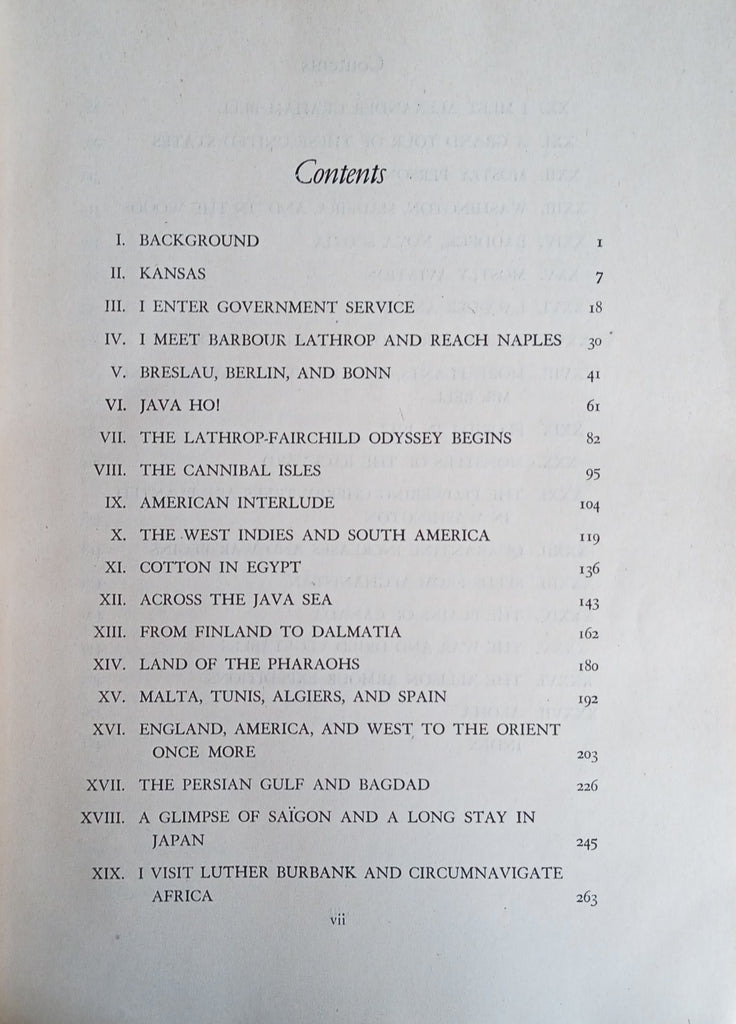 Contents
I. BACKGROUND 1
II. KANSAS 7
III. I ENTER GOVERNMENT SERVICE 18
IV. I MEET BARBOUR LATHROP AND REACH NAPLES 30
V. BRESLAU, BERLIN, AND BONN 41
VI. JAVA HO! 61
VII. THE LATHROP-FAIRCHILD ODYSSEY BEGINS 82
VIII. THE CANNIBAL ISLES 95
IX. AMERICAN INTERLUDE 104
X. THE WEST INDIES AND SOUTH AMERICA 119
XI. COTTON IN EGYPT 136
XII. ACROSS THE JAVA SEA 143
XIII. FROM FINLAND TO DALMATIA 162
XIV. LAND OF THE PHARAOHS 180
XV. MALTA, TUNIS, ALGIERS, AND SPAIN 192
XVI. ENGLAND, AMERICA, AND WEST TO THE ORIENT
ONCE MORE 203
XVII. THE PERSIAN GULF AND BAGDAD 226
XVIII. A GLIMPSE OF SAÏGON AND A LONG STAY IN
JAPAN 245
XIX. I VISIT LUTHER BURBANK AND CIRCUMNAVIGATE
AFRICA 263
vii